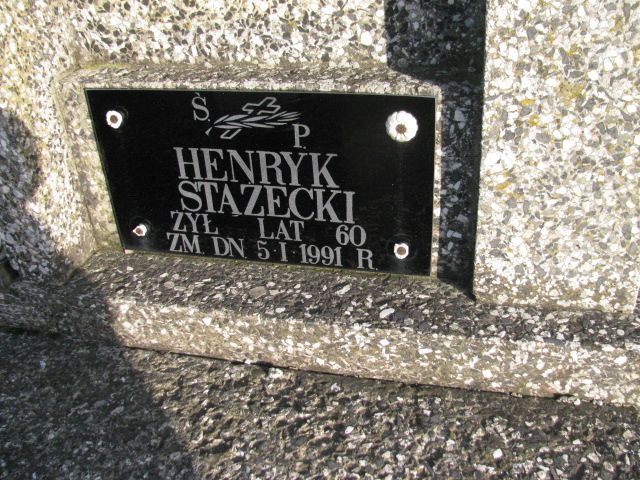 Ś. P.
HENRYK
STAZECKI
ŻYŁ LAT 60
ZM. DN. 5·I·1991 R.